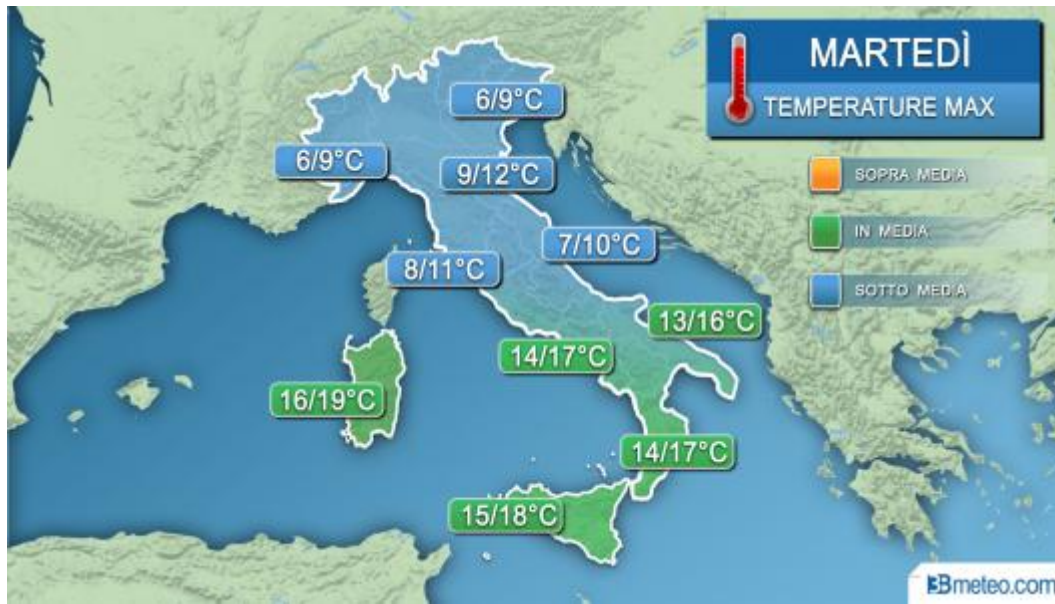 MARTEDÌ
TEMPERATURE MAX
SOPRA MEDIA
IN MEDIA
SOTTO MEDIA
6/9°C
6/9°C
9/12°C
7/10°C
8/11°C
13/16°C
14/17°C
16/19°C
14/17°C
15/18°C
3Bmeteo.com